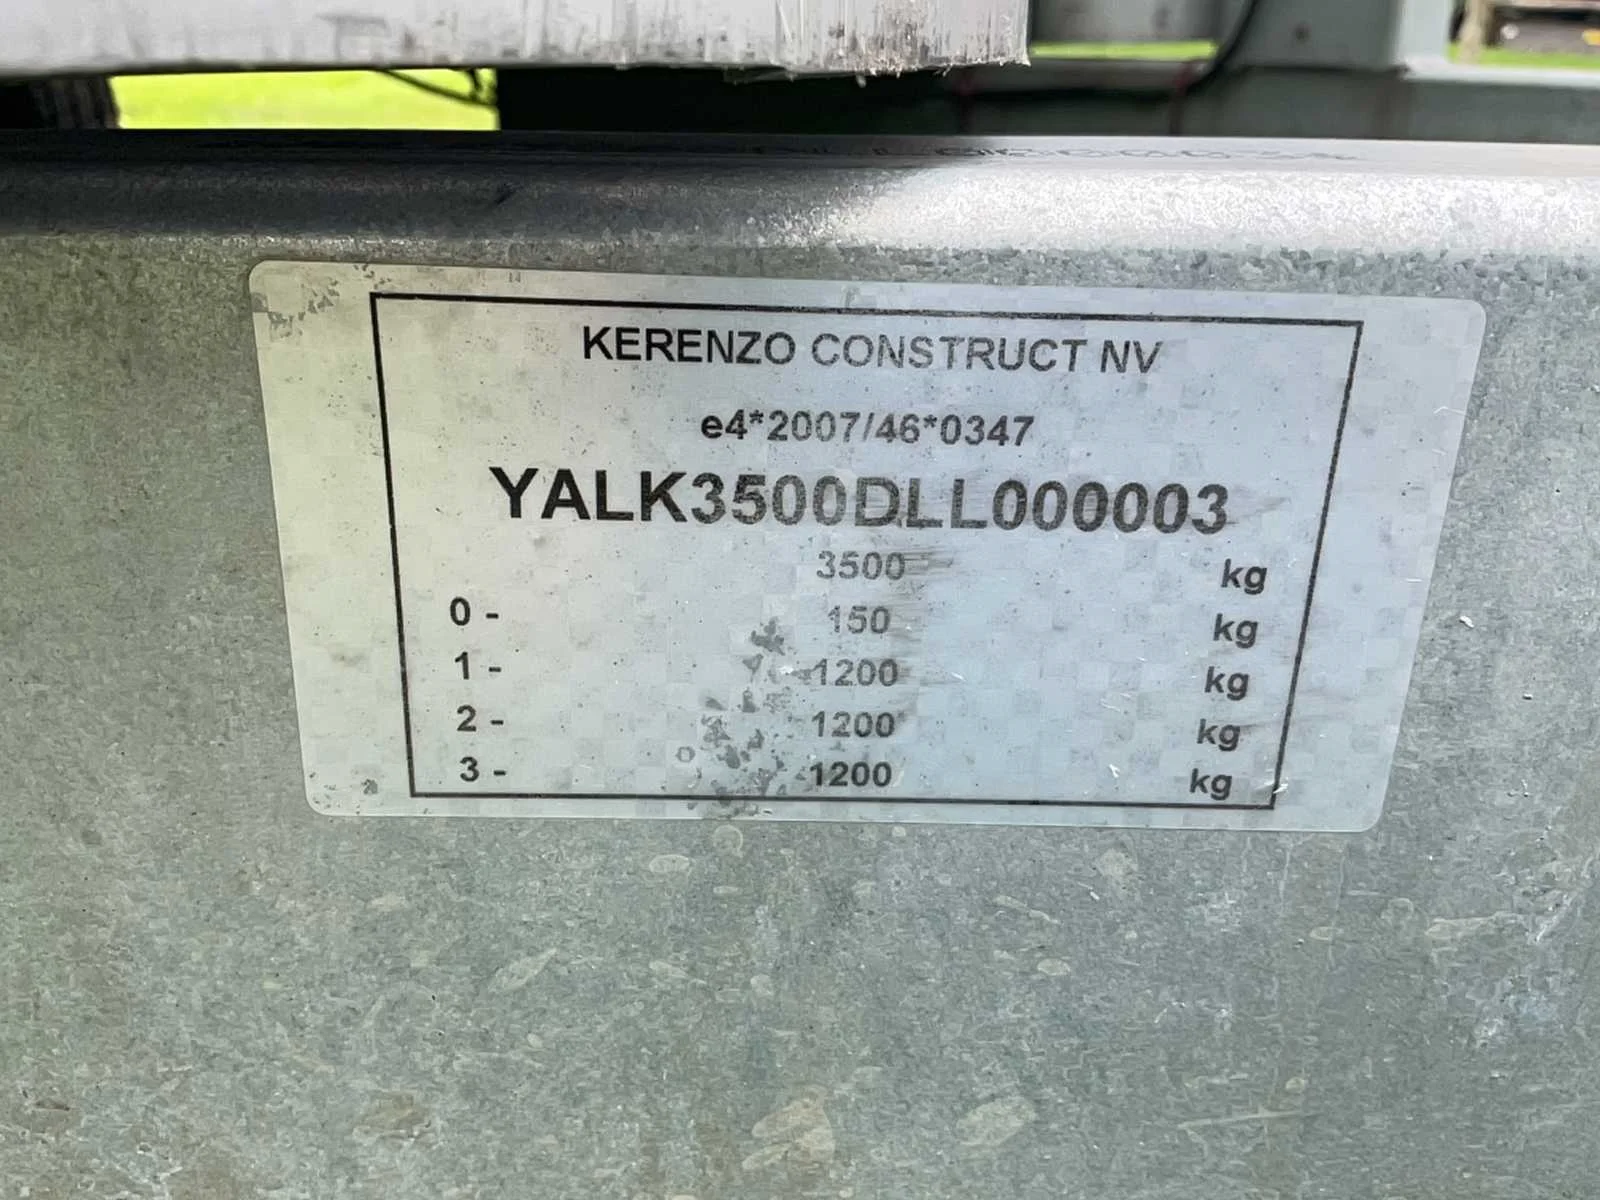 KERENZO CONSTRUCT NV
e4*2007/46*0347
YALK3500DLL000003
3500 kg
0 - 150 kg
1 - 1200 kg
2 - 1200 kg
3 - 1200 kg